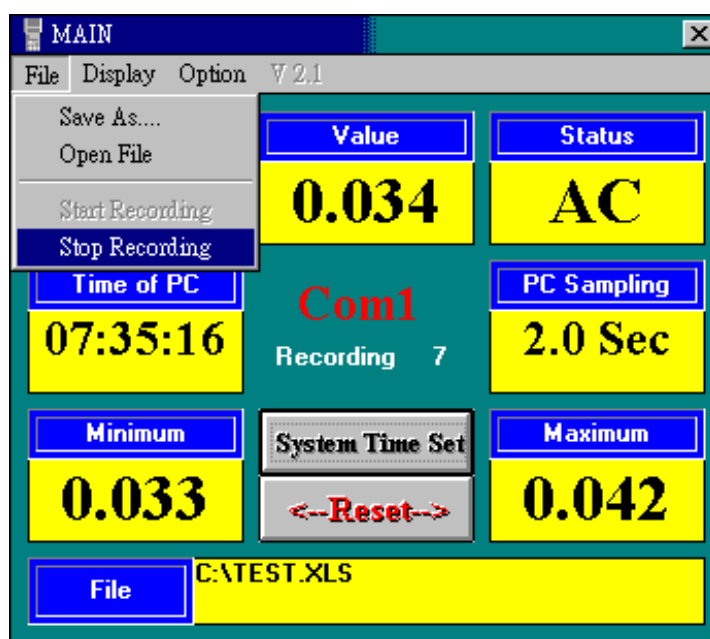 MAIN
File Display Option V 2.1
Save As....
Open File
Start Recording
Stop Recording
Value
0.034
Status
AC
Time of PC
07:35:16
Com1
Recording 7
PC Sampling
2.0 Sec
Minimum
0.033
System Time Set
<--Reset-->
Maximum
0.042
File
C:\TEST.XLS